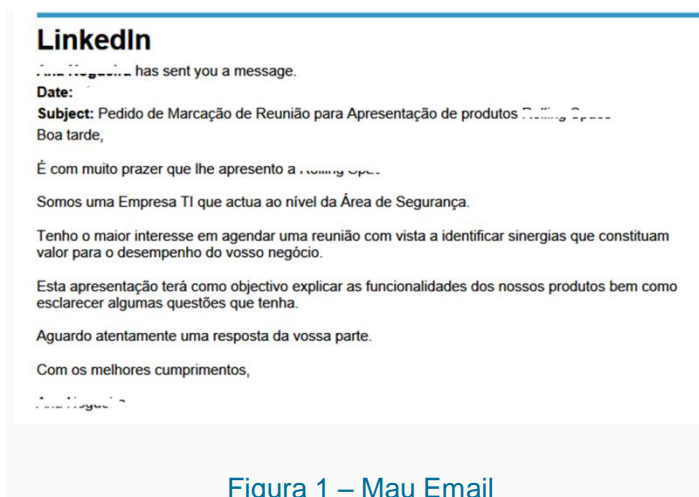 LinkedIn
has sent you a message.
Date:
Subject: Pedido de Marcação de Reunião para Apresentação de produtos
Boa tarde,
É com muito prazer que lhe apresento a
Somos uma Empresa TI que actua ao nível da Área de Segurança.
Tenho o maior interesse em agendar uma reunião com vista a identificar sinergias que constituam
valor para o desempenho do vosso negócio.
Esta apresentação terá como objectivo explicar as funcionalidades dos nossos produtos bem como
esclarecer algumas questões que tenha.
Aguardo atentamente uma resposta da vossa parte.
Com os melhores cumprimentos,
Figura 1 – Mau Email